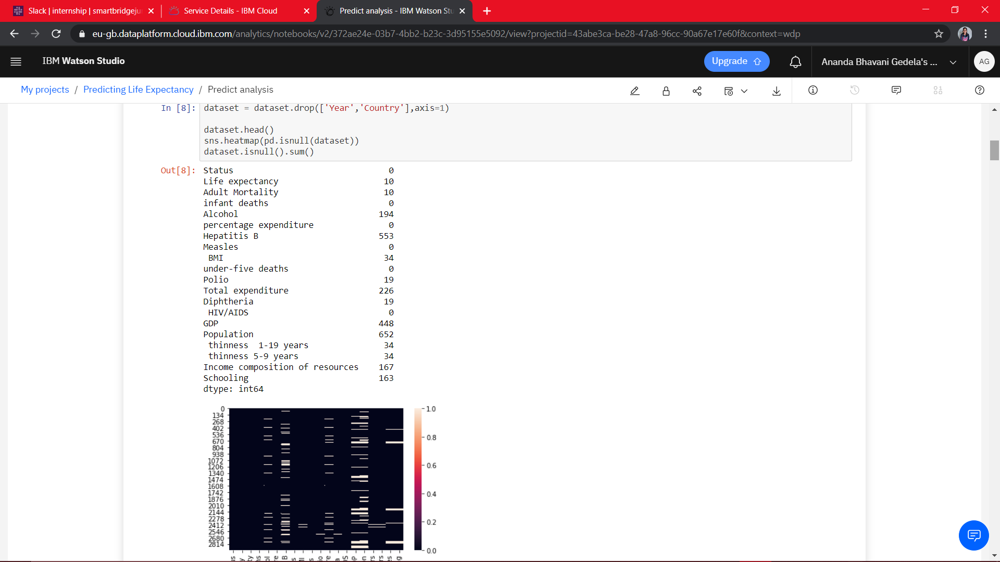 Slack | internship | smartbridgeju
Service Details - IBM Cloud
Predict analysis - IBM Watson Stu
eu-gb.dataplatform.cloud.ibm.com/analytics/notebooks/v2/372ae24e-03b7-4bb2-b23c-3d95155e5092/view?projectid=43abe3ca-be28-47a8-96cc-90a67e17e60f&context=wdp
IBM Watson Studio
Upgrade
Ananda Bhavani Gedela's ...
AG
My projects / Predicting Life Expectancy / Predict analysis
In [8]: dataset = dataset.drop(['Year','Country'],axis=1)
dataset.head()
sns.heatmap(pd.isnull(dataset))
dataset.isnull().sum()
Out[8]: Status 0
Life expectancy 10
Adult Mortality 10
infant deaths 0
Alcohol 194
percentage expenditure 0
Hepatitis B 553
Measles 0
BMI 34
under-five deaths 0
Polio 19
Total expenditure 226
Diphtheria 19
HIV/AIDS 0
GDP 448
Population 652
thinness  1-19 years 34
thinness 5-9 years 34
Income composition of resources 167
Schooling 163
dtype: int64
0
134
268
402
536
670
804
938
1072
1206
1340
1474
1608
1742
1876
2010
2144
2278
2412
2546
2680
2814
1.0
0.8
0.6
0.4
0.2
0.0